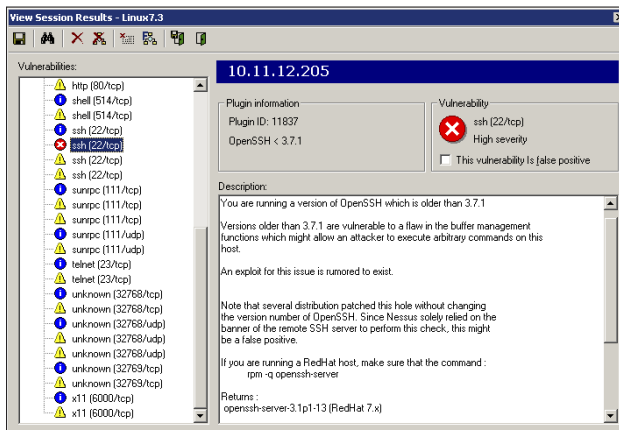 View Session Results - Linux7.3
Vulnerabilities:
http (80/tcp)
shell (514/tcp)
shell (514/tcp)
ssh (22/tcp)
ssh (22/tcp)
ssh (22/tcp)
ssh (22/tcp)
sunrpc (111/tcp)
sunrpc (111/tcp)
sunrpc (111/tcp)
sunrpc (111/udp)
sunrpc (111/udp)
telnet (23/tcp)
telnet (23/tcp)
unknown (32768/tcp)
unknown (32768/tcp)
unknown (32768/udp)
unknown (32768/udp)
unknown (32768/udp)
unknown (32769/tcp)
unknown (32769/tcp)
x11 (6000/tcp)
x11 (6000/tcp)
10.11.12.205
Plugin information
Plugin ID: 11837
OpenSSH < 3.7.1
Vulnerability
ssh (22/tcp)
High severity
This vulnerability Is false positive
Description:
You are running a version of OpenSSH which is older than 3.7.1
Versions older than 3.7.1 are vulnerable to a flaw in the buffer management
functions which might allow an attacker to execute arbitrary commands on this
host.
An exploit for this issue is rumored to exist.
Note that several distribution patched this hole without changing
the version number of OpenSSH. Since Nessus solely relied on the
banner of the remote SSH server to perform this check, this might
be a false positive.
If you are running a RedHat host, make sure that the command :
rpm -q openssh-server
Returns :
openssh-server-3.1p1-13 (RedHat 7.x)